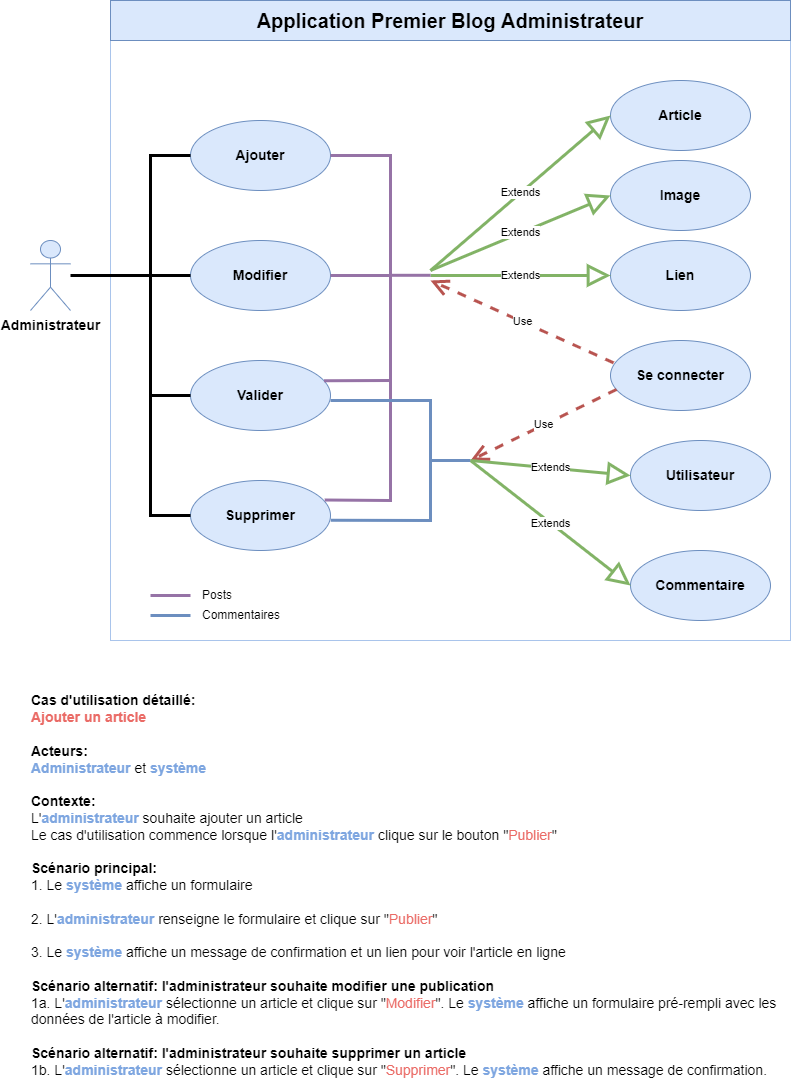 Application Premier Blog Administrateur
Article
Ajouter
Extends
Image
Extends
Modifier
Extends
Lien
Administrateur
Use
Se connecter
Valider
Use
Extends
Utilisateur
Supprimer
Extends
Commentaire
Posts
Commentaires
Cas d'utilisation détaillé:
Ajouter un article
Acteurs:
Administrateur et système
Contexte:
L'administrateur souhaite ajouter un article
Le cas d'utilisation commence lorsque l'administrateur clique sur le bouton "Publier"
Scénario principal:
1. Le système affiche un formulaire
2. L'administrateur renseigne le formulaire et clique sur "Publier"
3. Le système affiche un message de confirmation et un lien pour voir l'article en ligne
Scénario alternatif: l'administrateur souhaite modifier une publication
1a. L'administrateur sélectionne un article et clique sur "Modifier". Le système affiche un formulaire pré-rempli avec les
données de l'article à modifier.
Scénario alternatif: l'administrateur souhaite supprimer un article
1b. L'administrateur sélectionne un article et clique sur "Supprimer". Le système affiche un message de confirmation.